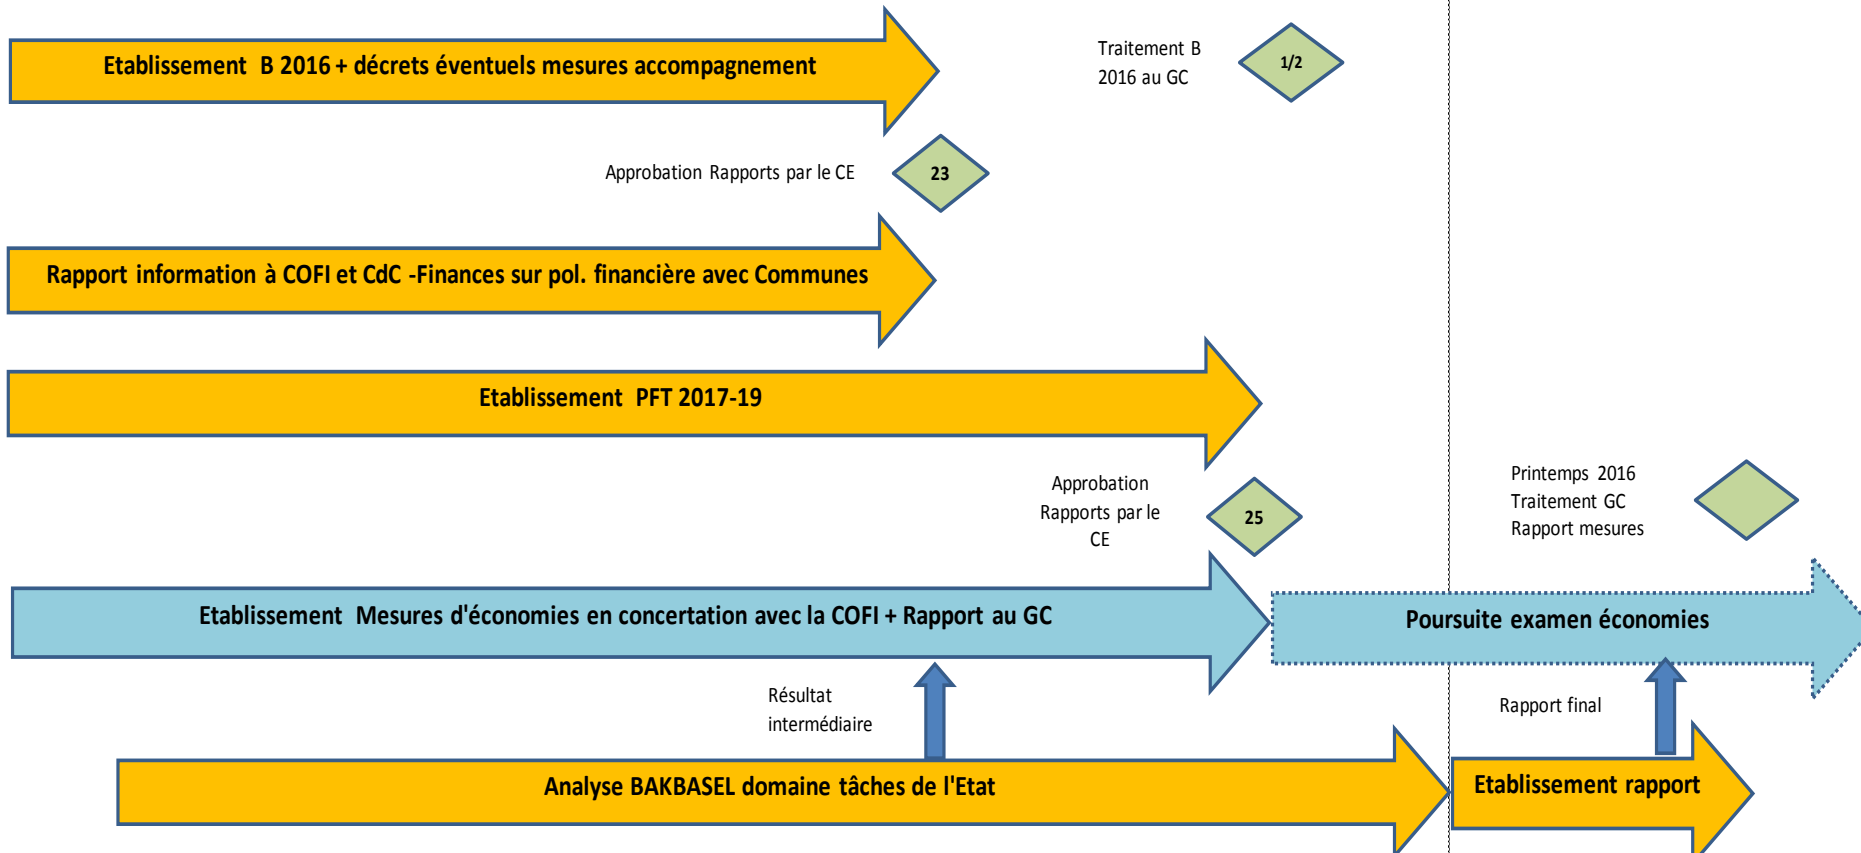 Etablissement B 2016 + décrets éventuels mesures accompagnement
Traitement B
2016 au GC
1/2
Approbation Rapports par le CE
23
Rapport information à COFI et CdC -Finances sur pol. financière avec Communes
Etablissement PFT 2017-19
Approbation
Rapports par le
CE
25
Printemps 2016
Traitement GC
Rapport mesures
Etablissement Mesures d'économies en concertation avec la COFI + Rapport au GC
Poursuite examen économies
Résultat
intermédiaire
Rapport final
Analyse BAKBASEL domaine tâches de l'Etat
Etablissement rapport